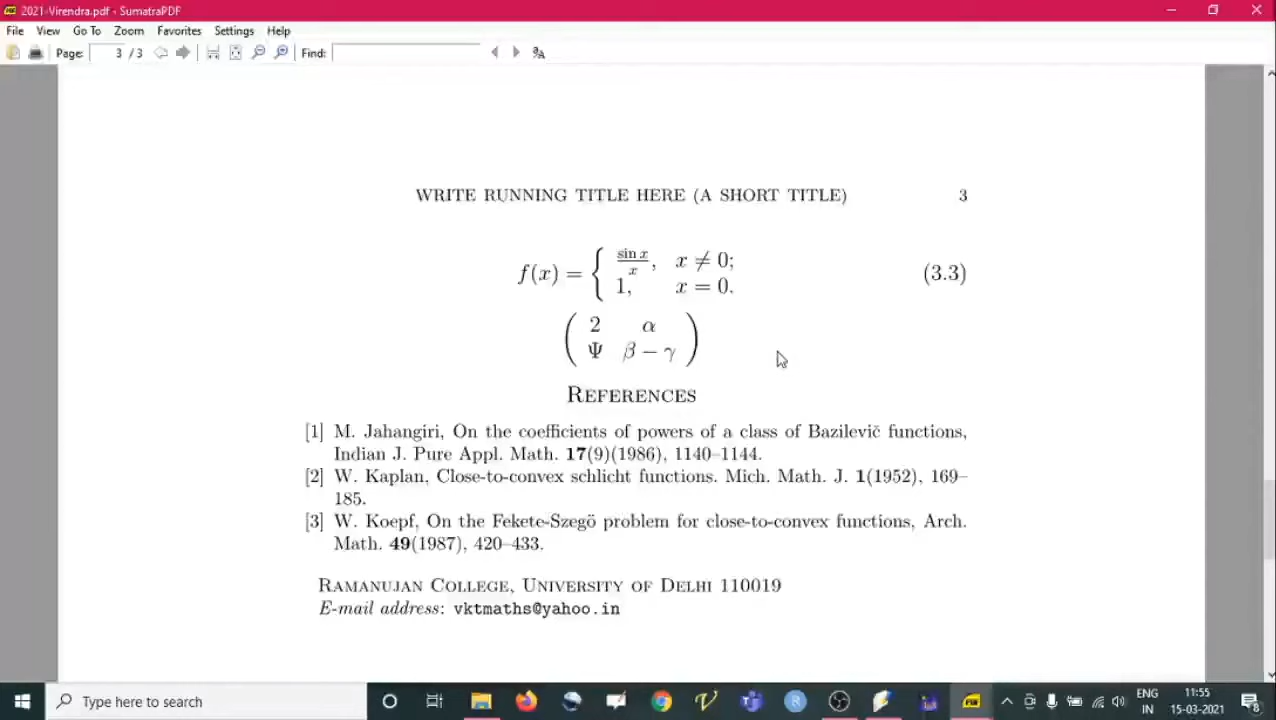 2021-Virendra.pdf - SumatraPDF
File View Go To Zoom Favorites Settings Help
Page: 3 / 3 Find:
WRITE RUNNING TITLE HERE (A SHORT TITLE) 3
f(x) = { sin x / x, x ≠ 0;
1, x = 0. (3.3)
( 2 α
Ψ β − γ )
REFERENCES
[1] M. Jahangiri, On the coefficients of powers of a class of Bazilevič functions,
Indian J. Pure Appl. Math. 17(9)(1986), 1140–1144.
[2] W. Kaplan, Close-to-convex schlicht functions. Mich. Math. J. 1(1952), 169–
185.
[3] W. Koepf, On the Fekete-Szegö problem for close-to-convex functions, Arch.
Math. 49(1987), 420–433.
RAMANUJAN COLLEGE, UNIVERSITY OF DELHI 110019
E-mail address: vktmaths@yahoo.in
Type here to search
ENG 11:55
IN 15-03-2021